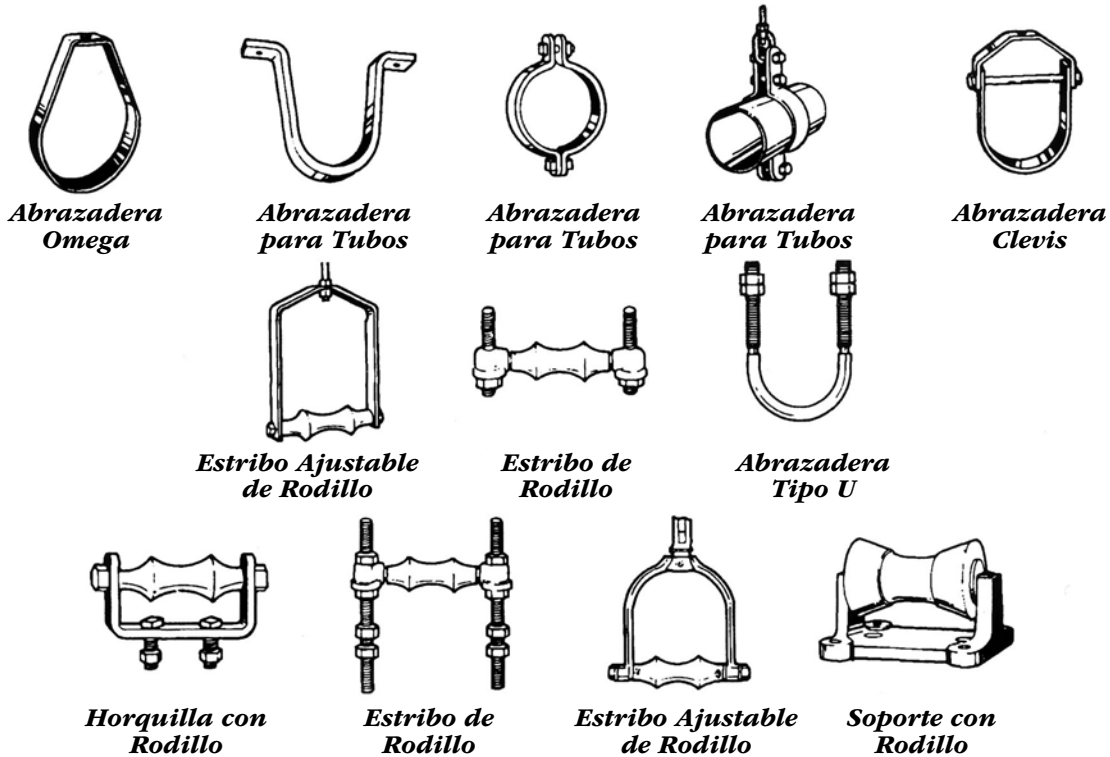 Abrazadera
Omega
Abrazadera
para Tubos
Abrazadera
para Tubos
Abrazadera
para Tubos
Abrazadera
Clevis
Estribo Ajustable
de Rodillo
Estribo de
Rodillo
Abrazadera
Tipo U
Horquilla con
Rodillo
Estribo de
Rodillo
Estribo Ajustable
de Rodillo
Soporte con
Rodillo